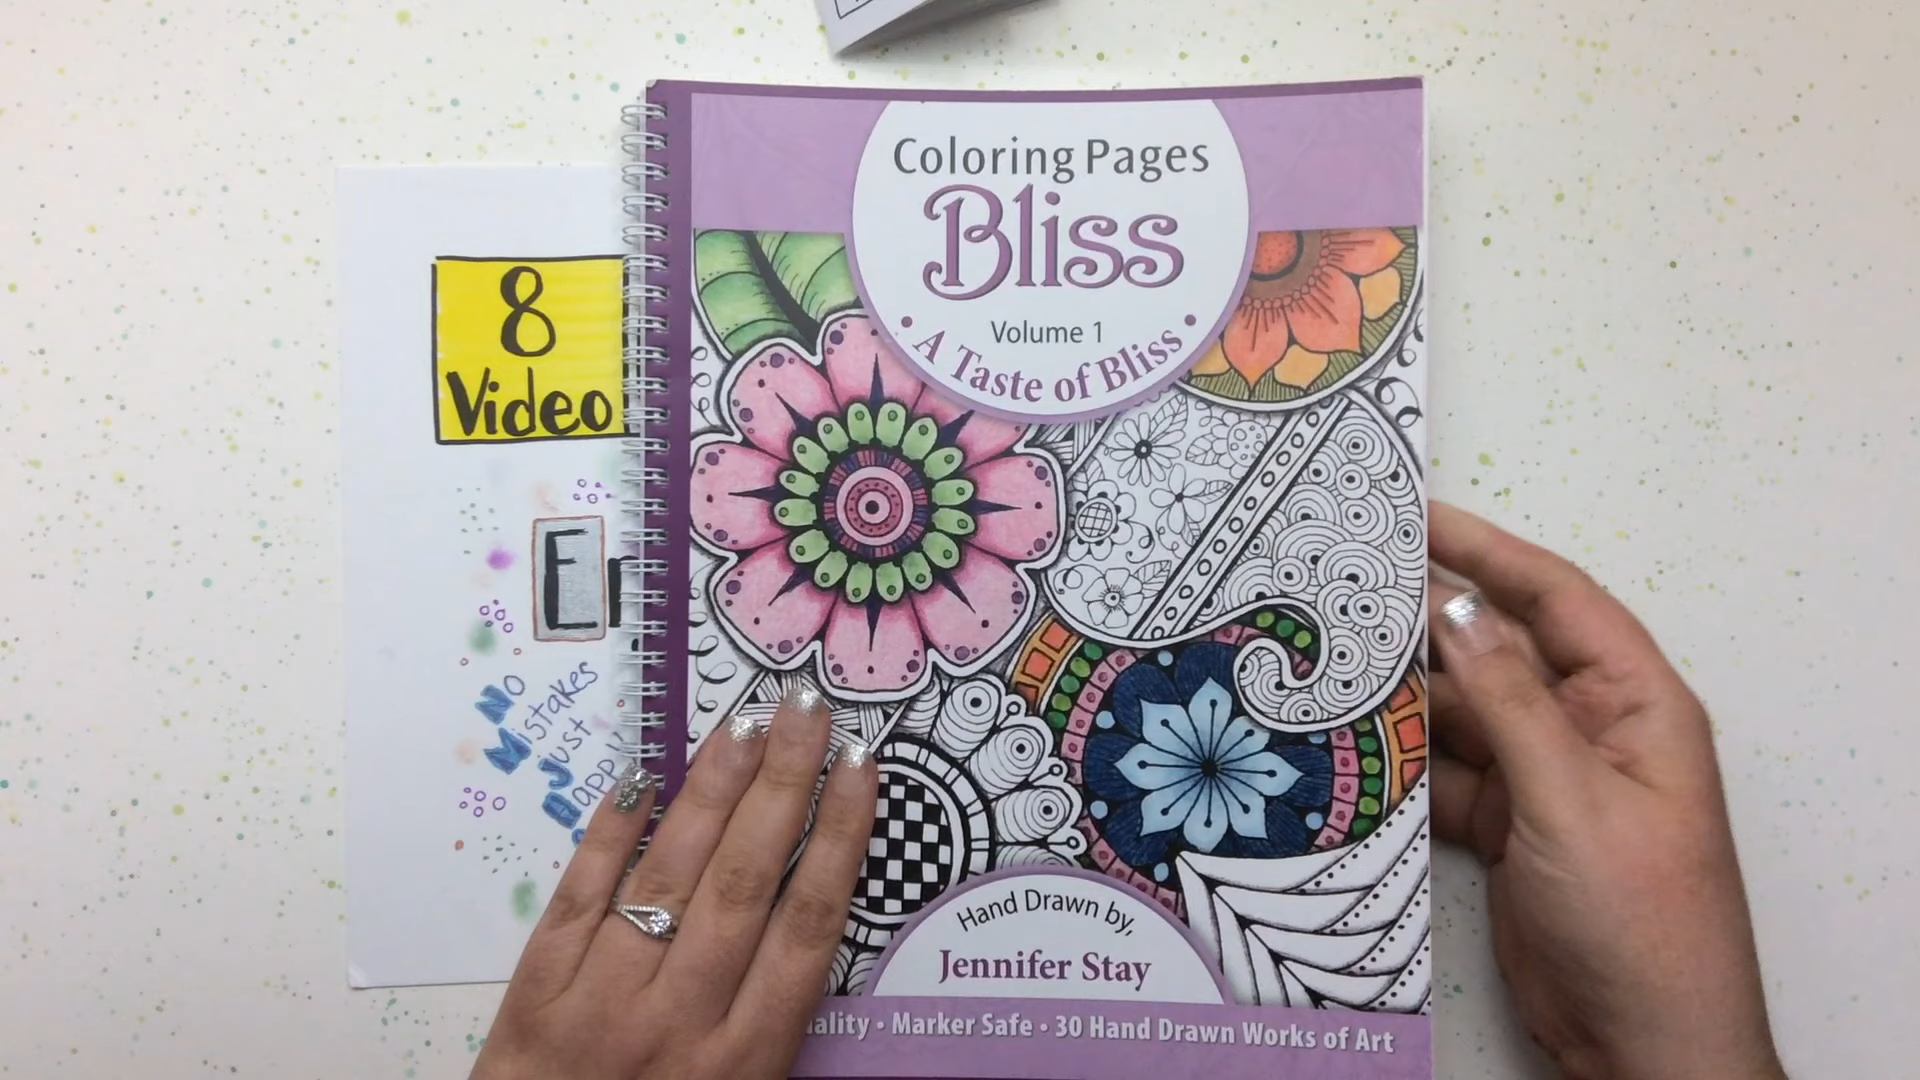 Coloring Pages
Bliss
Volume 1
• A Taste of Bliss •
Hand Drawn by,
Jennifer Stay
• Marker Safe • 30 Hand Drawn Works of Art
8
Video
No
Mistakes
Just